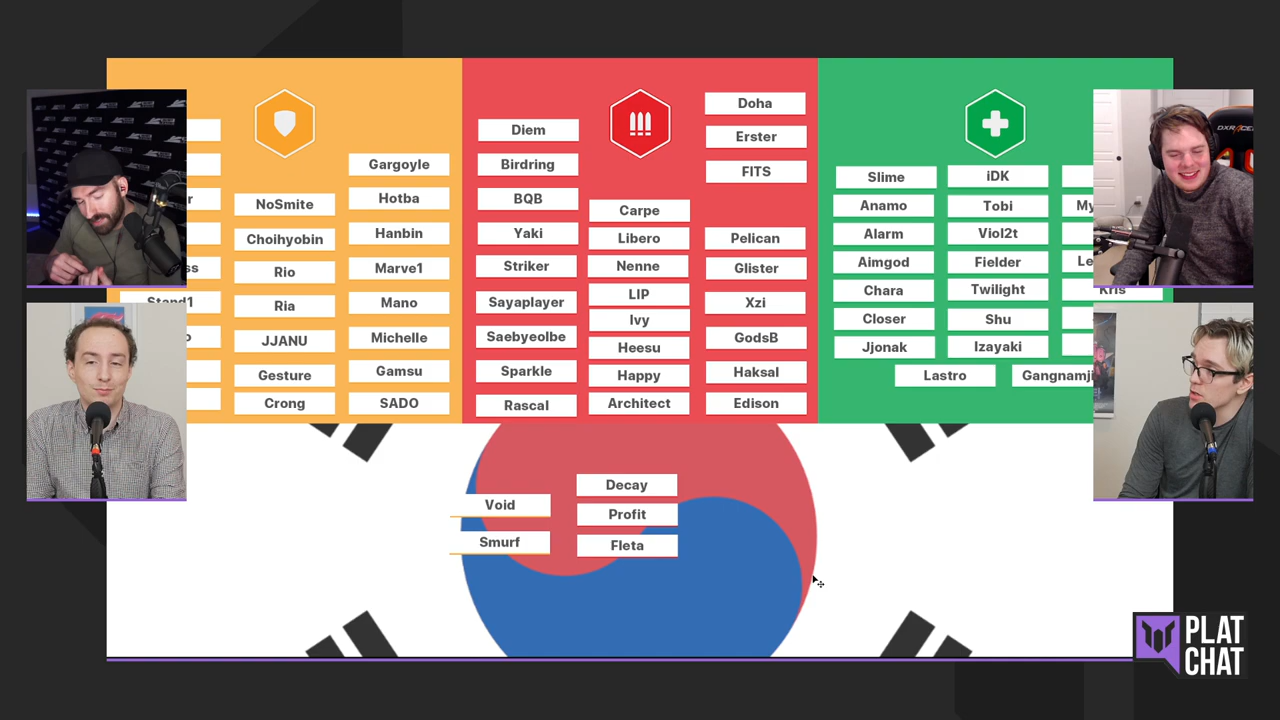 Gargoyle
Hotba
Hanbin
Marve1
Mano
Michelle
Gamsu
SADO
NoSmite
Choihyobin
Rio
Ria
JJANU
Gesture
Crong
Stand1
Diem
Birdring
BQB
Yaki
Striker
Sayaplayer
Saebyeolbe
Sparkle
Rascal
Carpe
Libero
Nenne
LIP
Ivy
Heesu
Happy
Architect
Doha
Erster
FITS
Pelican
Glister
Xzi
GodsB
Haksal
Edison
Slime
Anamo
Alarm
Aimgod
Chara
Closer
Jjonak
iDK
Tobi
Viol2t
Fielder
Twilight
Shu
Izayaki
Kris
Lastro
Void
Smurf
Decay
Profit
Fleta
PLAT
CHAT